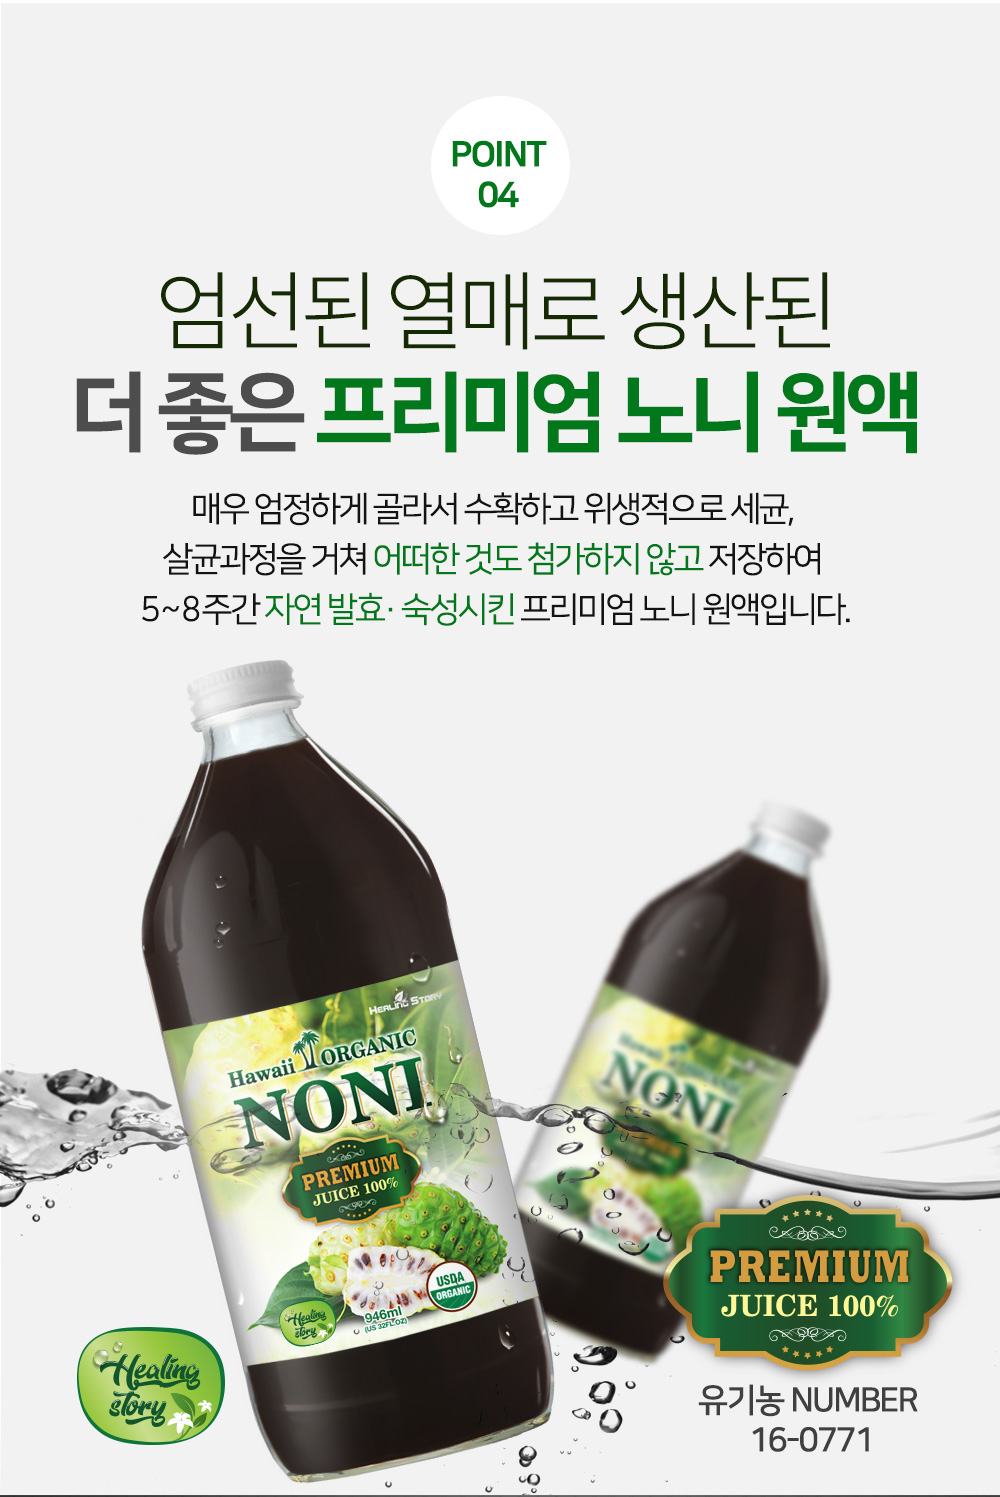 POINT
04
엄선된 열매로 생산된
더 좋은 프리미엄 노니 원액
매우 엄정하게 골라서 수확하고 위생적으로 세균,
살균과정을 거쳐 어떠한 것도 첨가하지 않고 저장하여
5~8주간 자연 발효· 숙성시킨 프리미엄 노니 원액입니다.
HEALING STORY
Hawaii ORGANIC
NONI
PREMIUM
JUICE 100%
USDA
ORGANIC
Healing
story
946ml
(US 32FL.OZ)
Hawaii
NONI
PREMIUM
JUICE 100%
Healing
story
유기농 NUMBER
16-0771